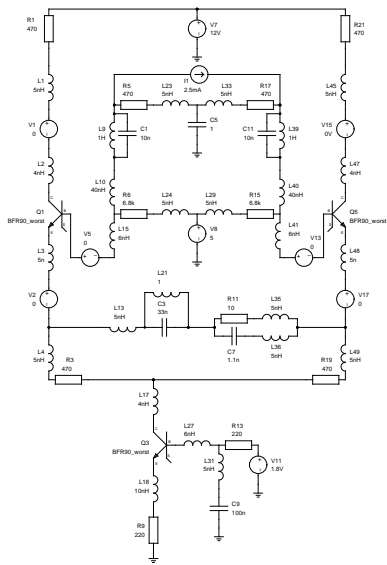 R1
470
V7
12V
R21
470
I1
2.5mA
L1
5nH
R5
470
L23
5nH
L33
5nH
R17
470
L45
5nH
V1
0
L9
1H
C1
10n
C5
1
C11
10n
L39
1H
V15
0V
L2
4nH
L47
4nH
L10
40nH
L40
40nH
R6
6.8k
L24
5nH
L29
5nH
R15
6.8k
Q1
BFR90_worst
C
B
E
Q5
BFR90_worst
C
B
E
V5
0
L15
6nH
V8
5
L41
6nH
V13
0
L3
5n
L48
5n
V2
0
V17
0
L21
1
C3
33n
L13
5nH
R11
10
L35
5nH
C7
1.1n
L36
5nH
L4
5nH
R3
470
R19
470
L49
5nH
L17
4nH
Q3
BFR90_worst
C
B
E
L27
6nH
R13
220
L31
5nH
V11
1.8V
L18
10nH
C9
100n
R9
220